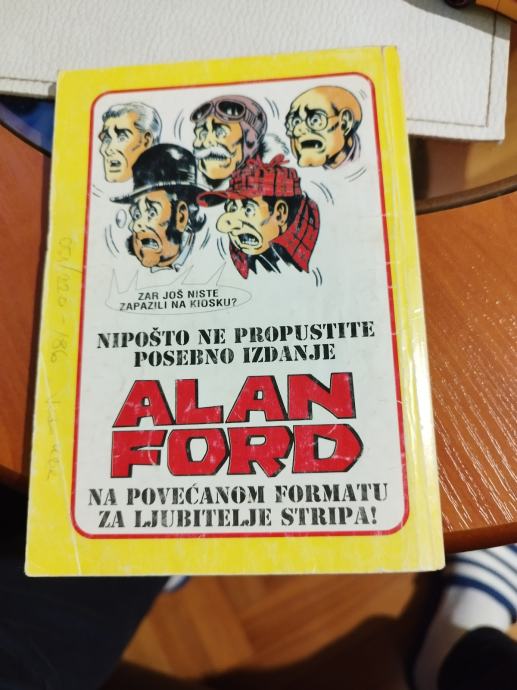 ZAR JOŠ NISTE
ZAPAZILI NA KIOSKU?
NIPOŠTO NE PROPUSTITE
POSEBNO IZDANJE
ALAN
FORD
NA POVEĆANOM FORMATU
ZA LJUBITELJE STRIPA!